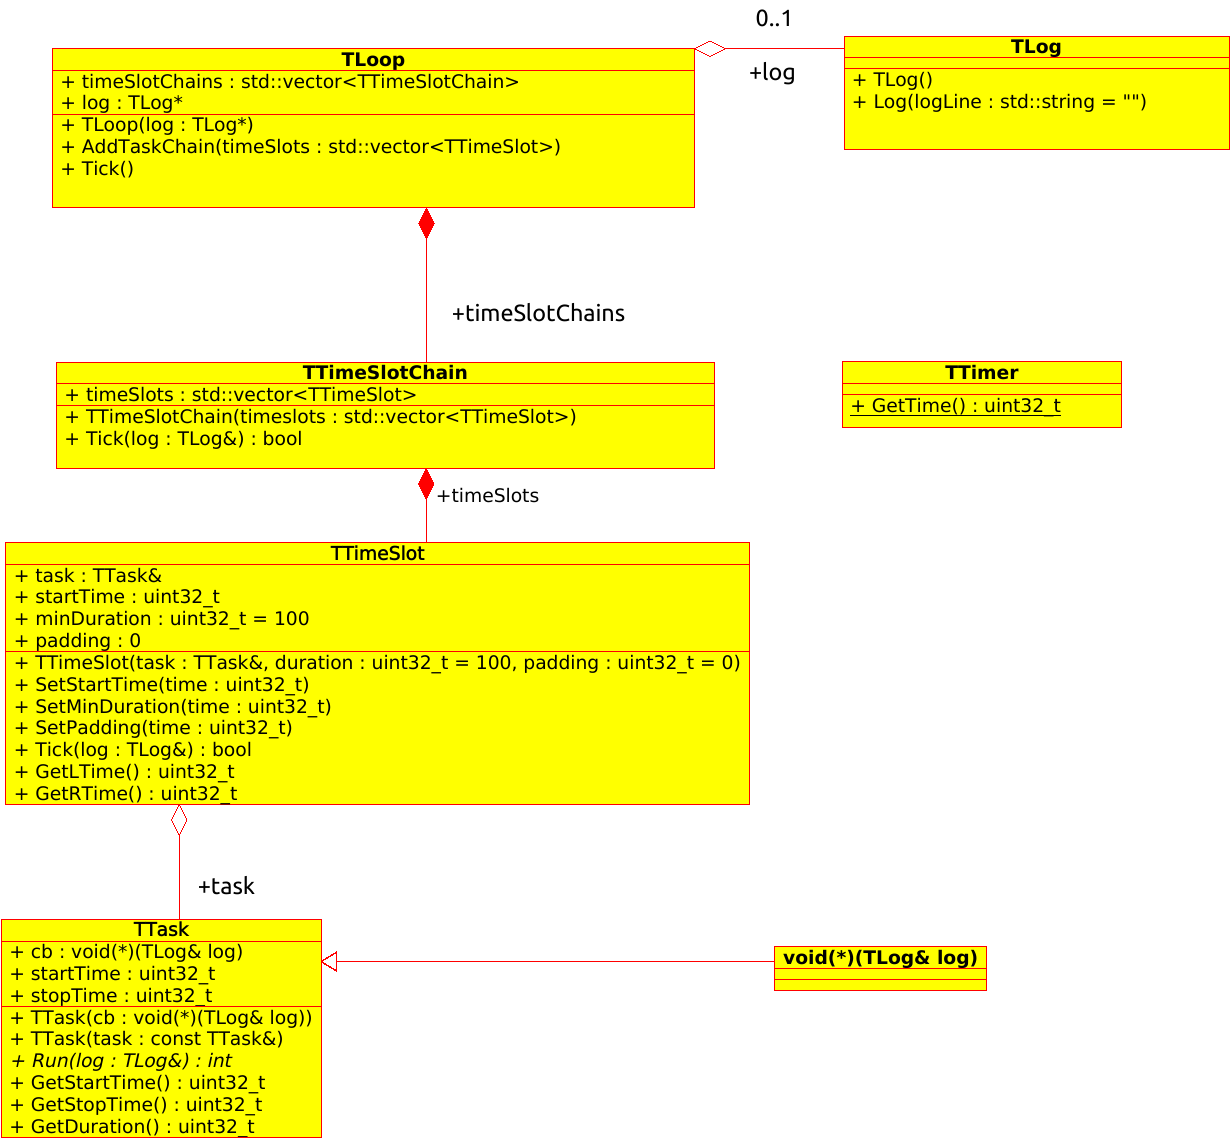 0..1
TLoop
+ timeSlotChains : std::vector<TTimeSlotChain>
+ log : TLog*
+ TLoop(log : TLog*)
+ AddTaskChain(timeSlots : std::vector<TTimeSlot>)
+ Tick()
+log
TLog
+ TLog()
+ Log(logLine : std::string = "")
+timeSlotChains
TTimeSlotChain
+ timeSlots : std::vector<TTimeSlot>
+ TTimeSlotChain(timeslots : std::vector<TTimeSlot>)
+ Tick(log : TLog&) : bool
TTimer
+ GetTime() : uint32_t
+timeSlots
TTimeSlot
+ task : TTask&
+ startTime : uint32_t
+ minDuration : uint32_t = 100
+ padding : 0
+ TTimeSlot(task : TTask&, duration : uint32_t = 100, padding : uint32_t = 0)
+ SetStartTime(time : uint32_t)
+ SetMinDuration(time : uint32_t)
+ SetPadding(time : uint32_t)
+ Tick(log : TLog&) : bool
+ GetLTime() : uint32_t
+ GetRTime() : uint32_t
+task
TTask
+ cb : void(*)(TLog& log)
+ startTime : uint32_t
+ stopTime : uint32_t
+ TTask(cb : void(*)(TLog& log))
+ TTask(task : const TTask&)
+ Run(log : TLog&) : int
+ GetStartTime() : uint32_t
+ GetStopTime() : uint32_t
+ GetDuration() : uint32_t
void(*)(TLog& log)